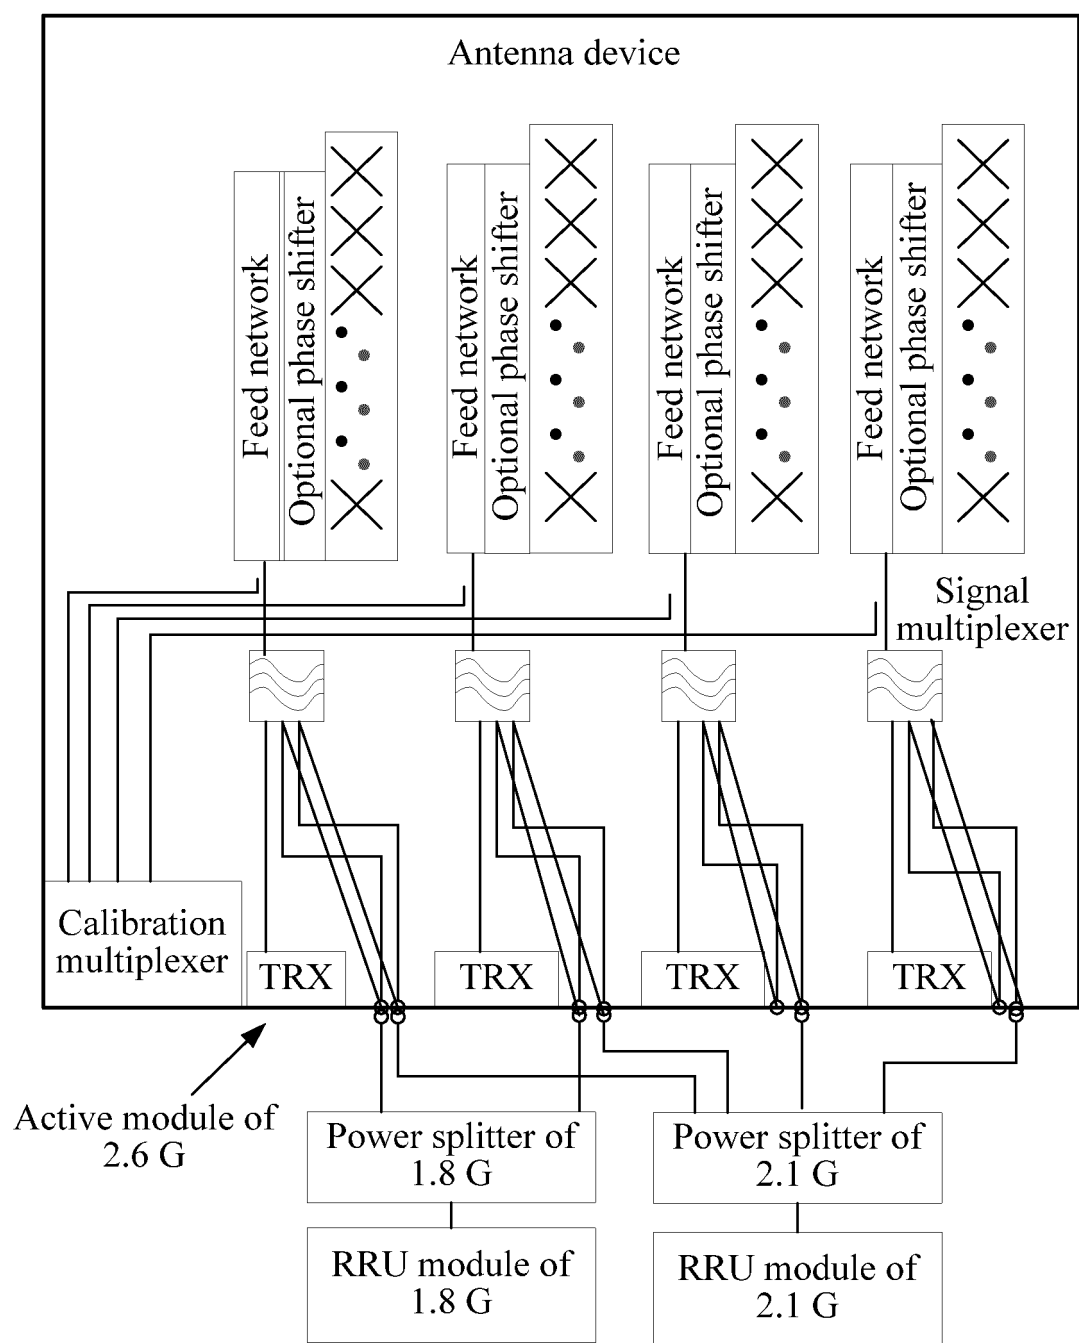 Antenna device
Feed network
Optional phase shifter
Feed network
Optional phase shifter
Feed network
Optional phase shifter
Feed network
Optional phase shifter
Signal
multiplexer
Calibration
multiplexer
TRX
TRX
TRX
TRX
Active module of
2.6 G
Power splitter of
1.8 G
Power splitter of
2.1 G
RRU module of
1.8 G
RRU module of
2.1 G